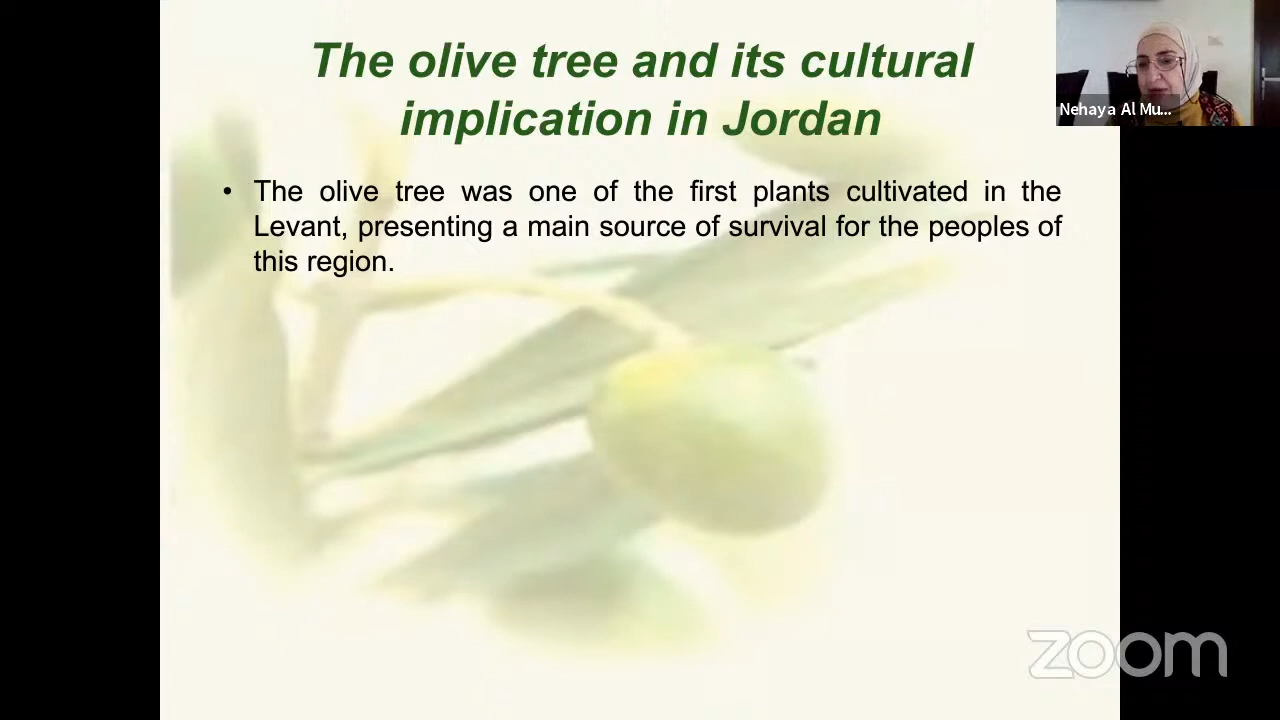 The olive tree and its cultural
implication in Jordan
Nehaya Al Mu...
• The olive tree was one of the first plants cultivated in the
Levant, presenting a main source of survival for the peoples of
this region.
zoom